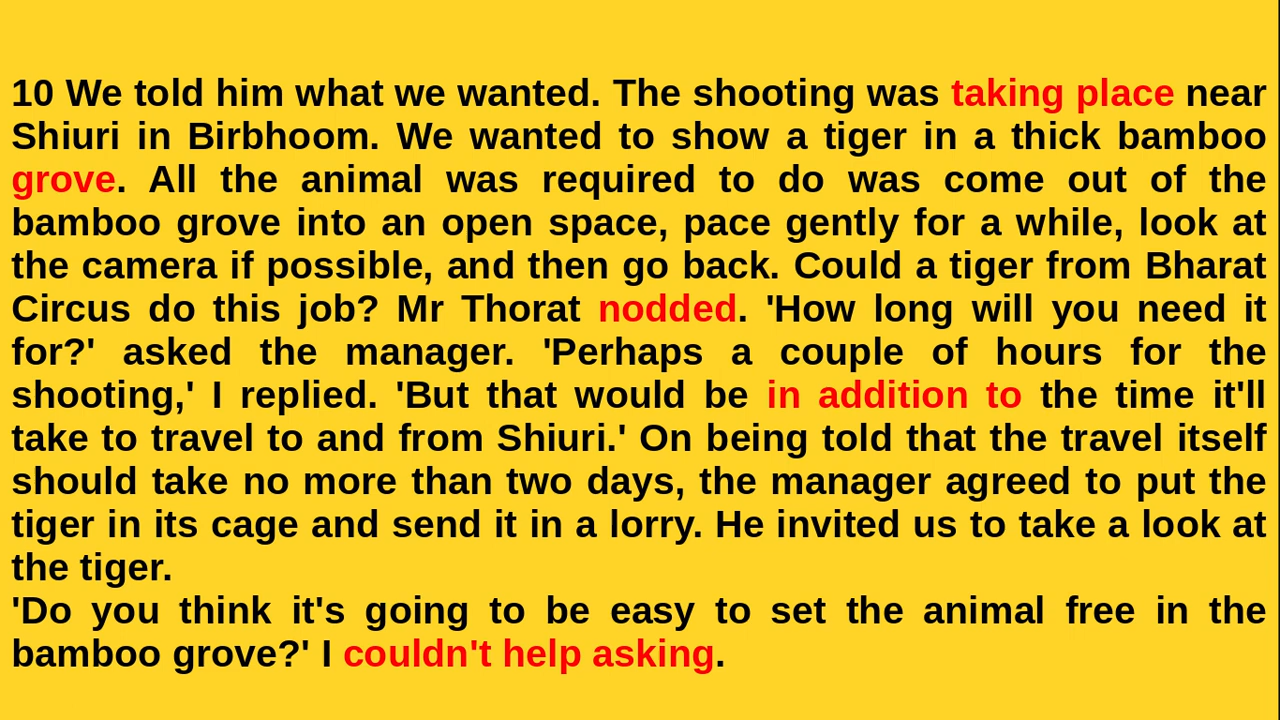 10 We told him what we wanted. The shooting was taking place near
Shiuri in Birbhoom. We wanted to show a tiger in a thick bamboo
grove. All the animal was required to do was come out of the
bamboo grove into an open space, pace gently for a while, look at
the camera if possible, and then go back. Could a tiger from Bharat
Circus do this job? Mr Thorat nodded. 'How long will you need it
for?' asked the manager. 'Perhaps a couple of hours for the
shooting,' I replied. 'But that would be in addition to the time it'll
take to travel to and from Shiuri.' On being told that the travel itself
should take no more than two days, the manager agreed to put the
tiger in its cage and send it in a lorry. He invited us to take a look at
the tiger.
'Do you think it's going to be easy to set the animal free in the
bamboo grove?' I couldn't help asking.